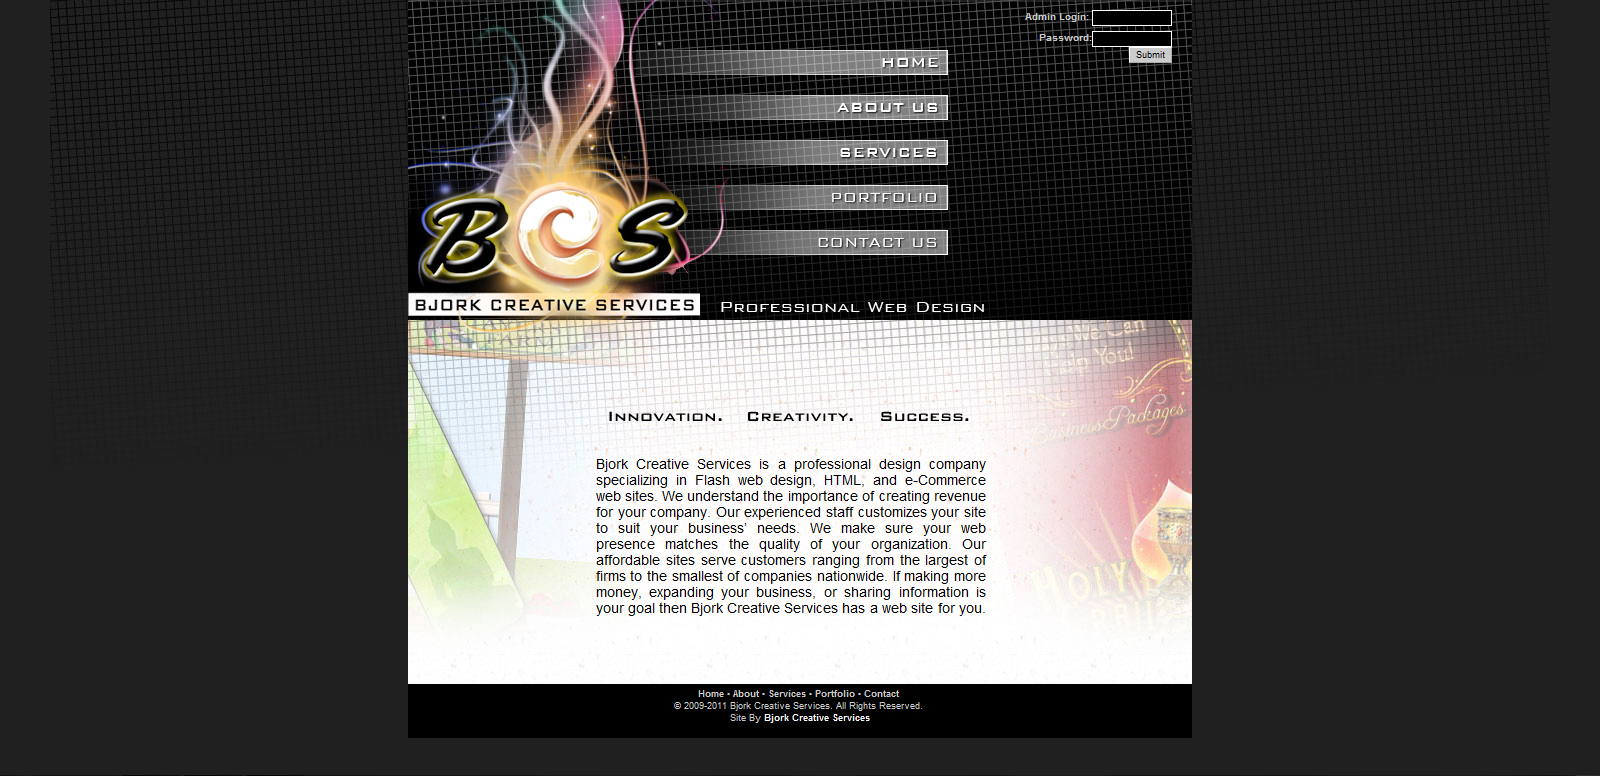 Admin Login:
Password:
Submit
HOME
ABOUT US
SERVICES
PORTFOLIO
CONTACT US
BCS
BJORK CREATIVE SERVICES
Professional Web Design
FARM
We Can
Help You!
Business Packages
Innovation. Creativity. Success.
Bjork Creative Services is a professional design company
specializing in Flash web design, HTML, and e-Commerce
web sites. We understand the importance of creating revenue
for your company. Our experienced staff customizes your site
to suit your business’ needs. We make sure your web
presence matches the quality of your organization. Our
affordable sites serve customers ranging from the largest of
firms to the smallest of companies nationwide. If making more
money, expanding your business, or sharing information is
your goal then Bjork Creative Services has a web site for you.
HOLY
Home • About • Services • Portfolio • Contact
© 2009-2011 Bjork Creative Services. All Rights Reserved.
Site By Bjork Creative Services